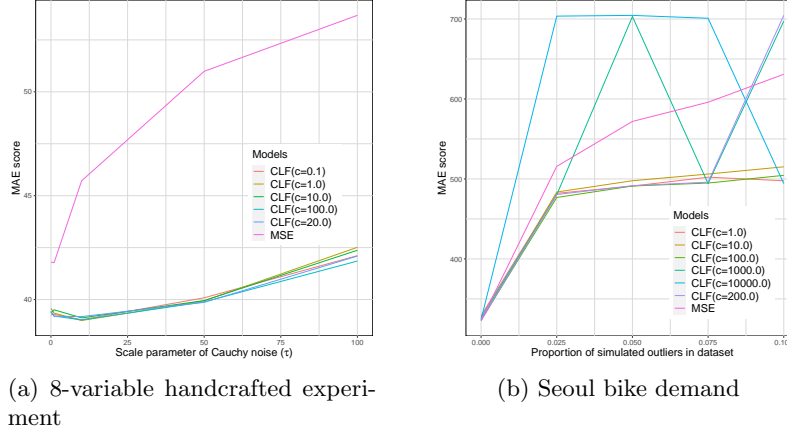 MAE score
50
45
40
0
25
50
75
100
Scale parameter of Cauchy noise (τ)
Models
CLF(c=0.1)
CLF(c=1.0)
CLF(c=10.0)
CLF(c=100.0)
CLF(c=20.0)
MSE
(a) 8-variable handcrafted experi-
ment
MAE score
700
600
500
400
0.000
0.025
0.050
0.075
0.10
Proportion of simulated outliers in dataset
Models
CLF(c=1.0)
CLF(c=10.0)
CLF(c=100.0)
CLF(c=1000.0)
CLF(c=10000.0)
CLF(c=200.0)
MSE
(b) Seoul bike demand